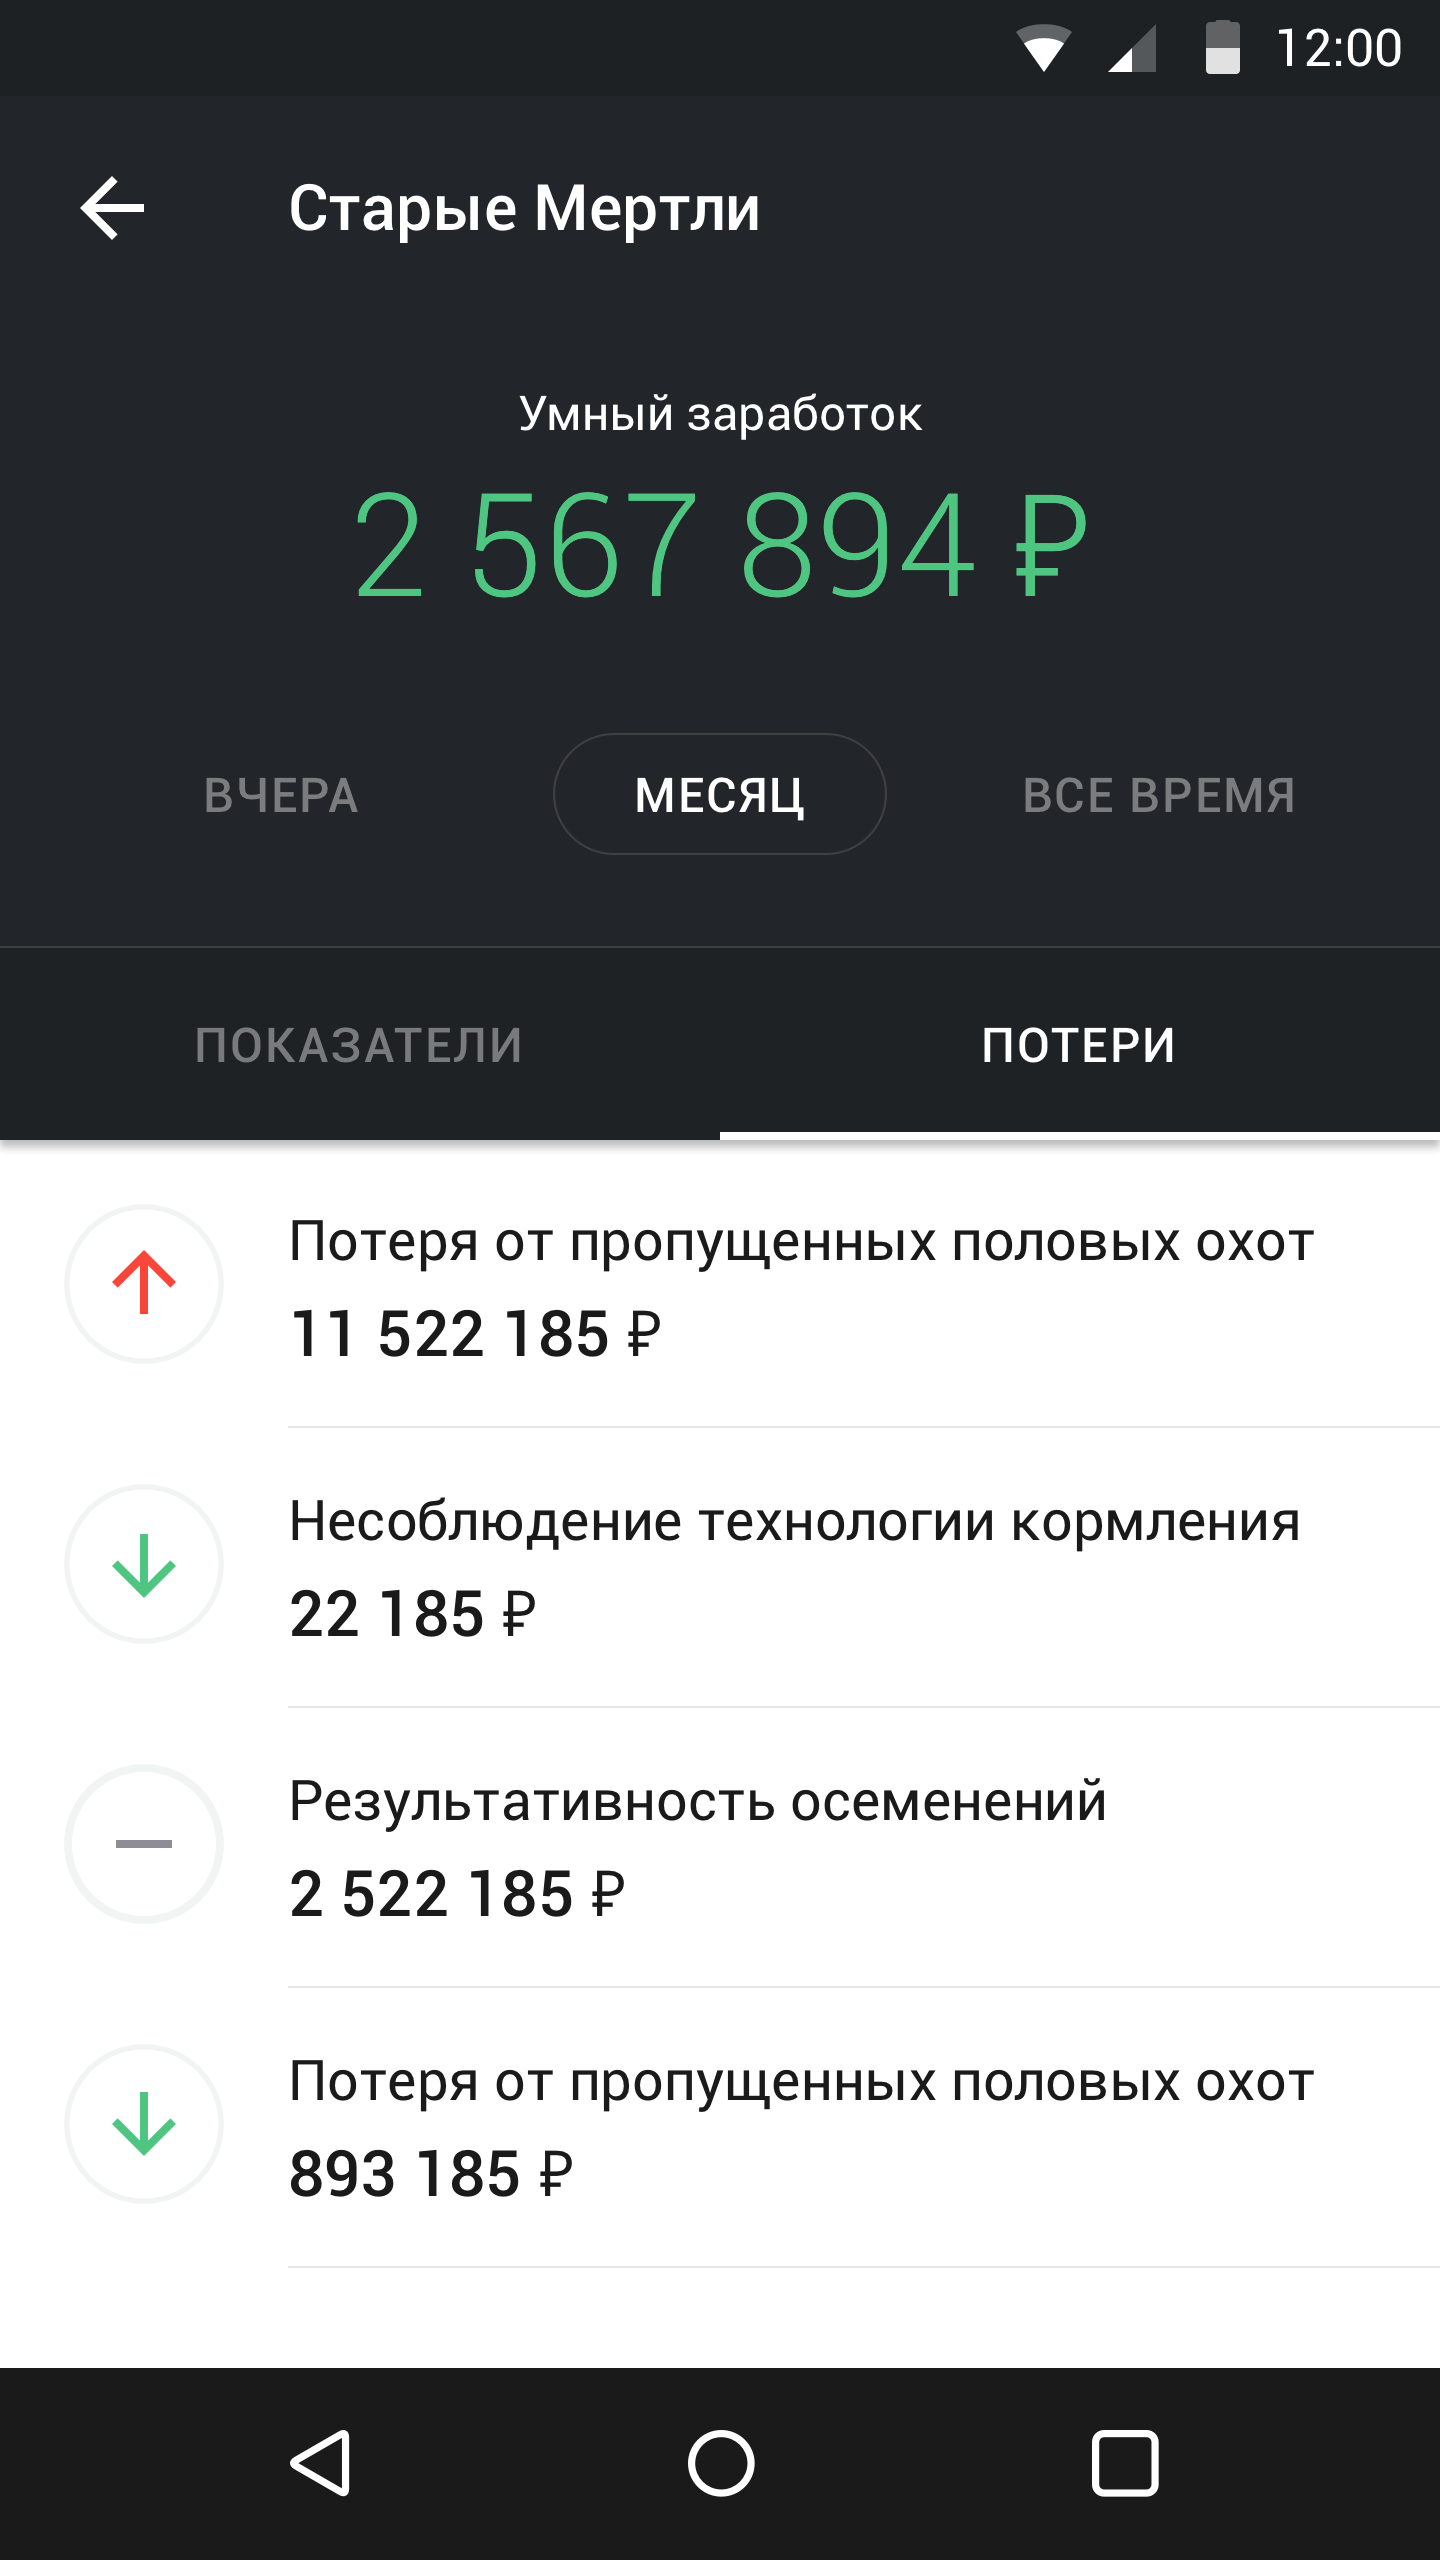 12:00
Старые Мертли
Умный заработок
2 567 894 ₽
ВЧЕРА
МЕСЯЦ
ВСЕ ВРЕМЯ
ПОКАЗАТЕЛИ
ПОТЕРИ
Потеря от пропущенных половых охот
11 522 185 ₽
Несоблюдение технологии кормления
22 185 ₽
Результативность осеменений
2 522 185 ₽
Потеря от пропущенных половых охот
893 185 ₽